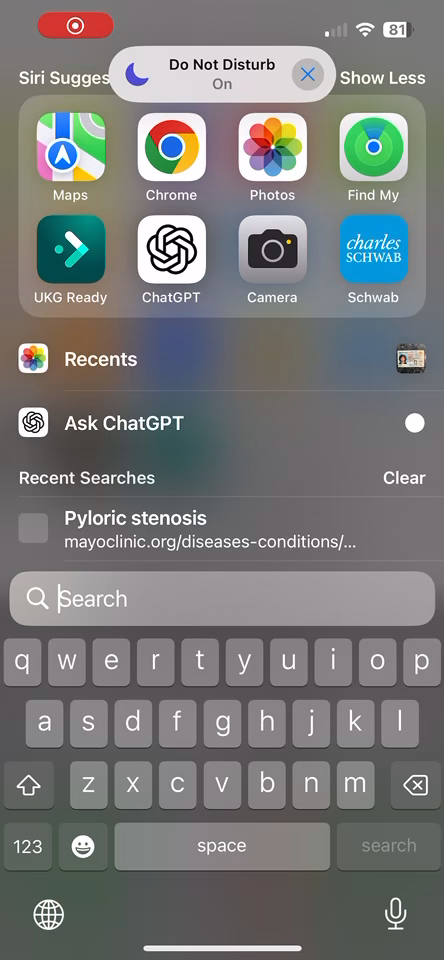 81
Do Not Disturb
On
Siri Sugges
Show Less
Maps
Chrome
Photos
Find My
charles
SCHWAB
UKG Ready
ChatGPT
Camera
Schwab
Recents
Ask ChatGPT
Recent Searches
Clear
Pyloric stenosis
mayoclinic.org/diseases-conditions/...
Search
q w e r t y u i o p
a s d f g h j k l
z x c v b n m
123
space
search